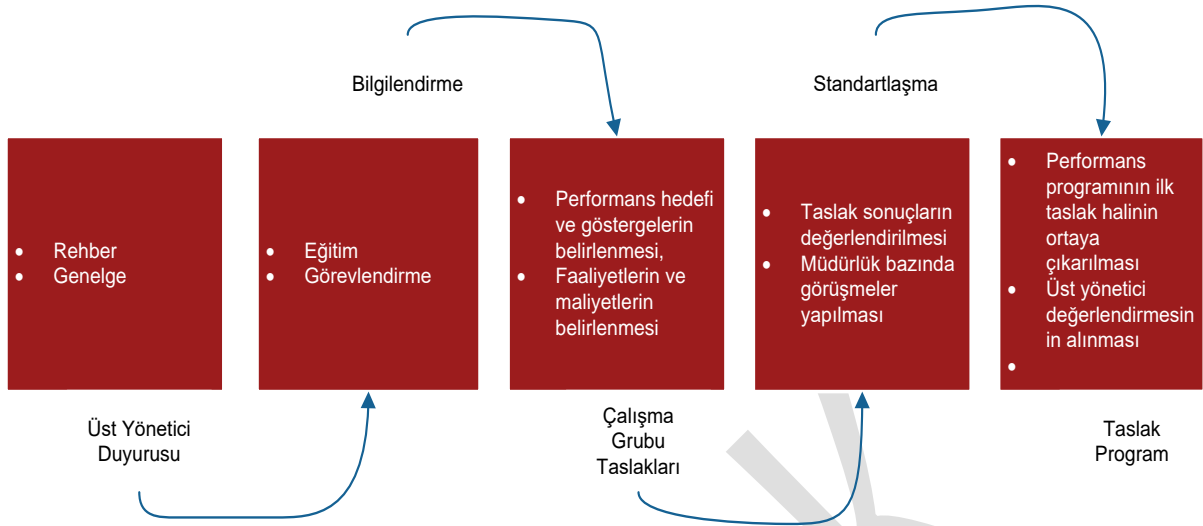 Bilgilendirme
Standartlaşma
• Rehber
• Genelge
• Eğitim
• Görevlendirme
• Performans hedefi
ve göstergelerin
belirlenmesi,
• Faaliyetlerin ve
maliyetlerin
belirlenmesi
• Taslak sonuçların
değerlendirilmesi
• Müdürlük bazında
görüşmeler
yapılması
• Performans
programının ilk
taslak halinin
ortaya
çıkarılması
• Üst yönetici
değerlendirmesin
in alınması
•
Üst Yönetici
Duyurusu
Çalışma
Grubu
Taslakları
Taslak
Program